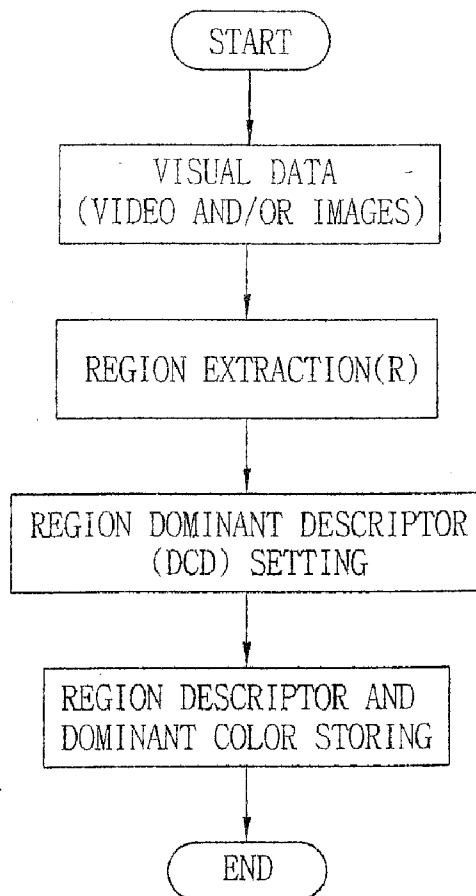 START
VISUAL DATA
(VIDEO AND/OR IMAGES)
REGION EXTRACTION(R)
REGION DOMINANT DESCRIPTOR
(DCD) SETTING
REGION DESCRIPTOR AND
DOMINANT COLOR STORING
END